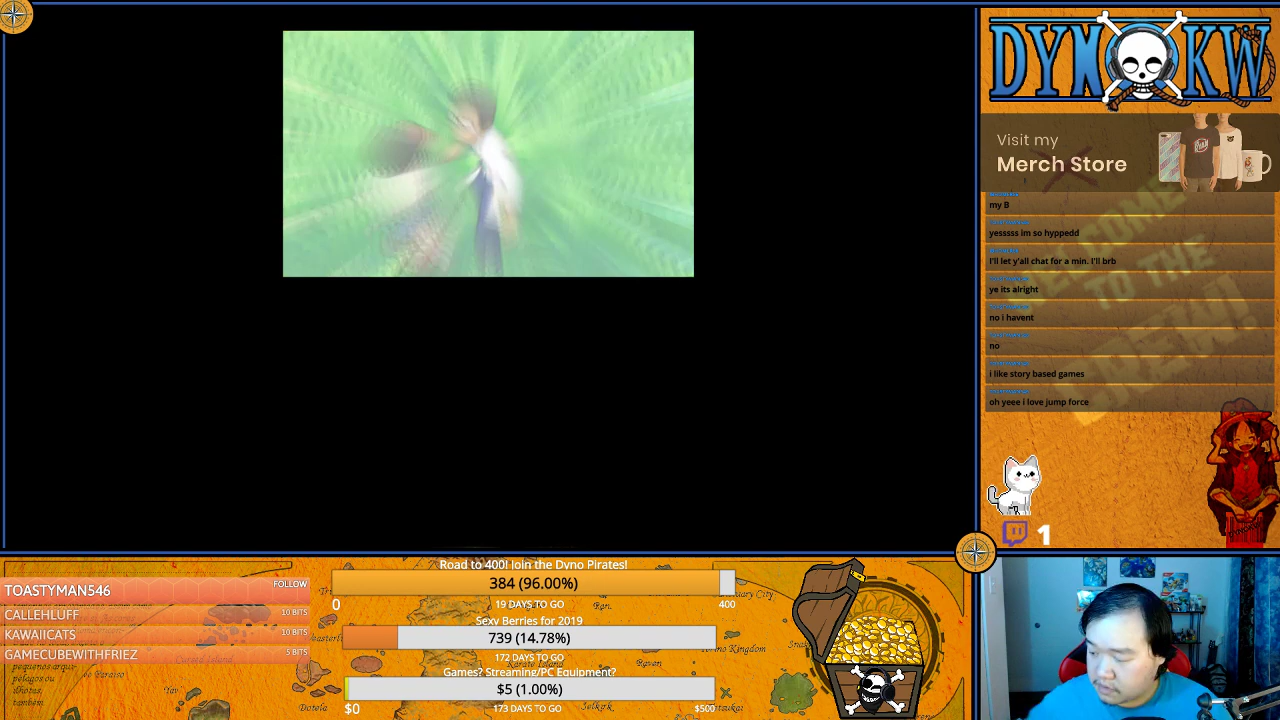 DYNOKW
Visit my
Merch Store
my B
yesssss im so hyppedd
I'll let y'all chat for a min. I'll brb
ye its alright
no i havent
no
i like story based games
oh yeee i love jump force
1
TOASTYMAN546 FOLLOW
CALLEHLUFF 10 BITS
KAWAIICATS 10 BITS
GAMECUBEWITHFRIEZ 5 BITS
Road to 400! Join the Dyno Pirates!
384 (96.00%)
0 19 DAYS TO GO 400
Sexy Berries for 2019
739 (14.78%)
172 DAYS TO GO
Games? Streaming/PC Equipment?
$5 (1.00%)
$0 173 DAYS TO GO $500